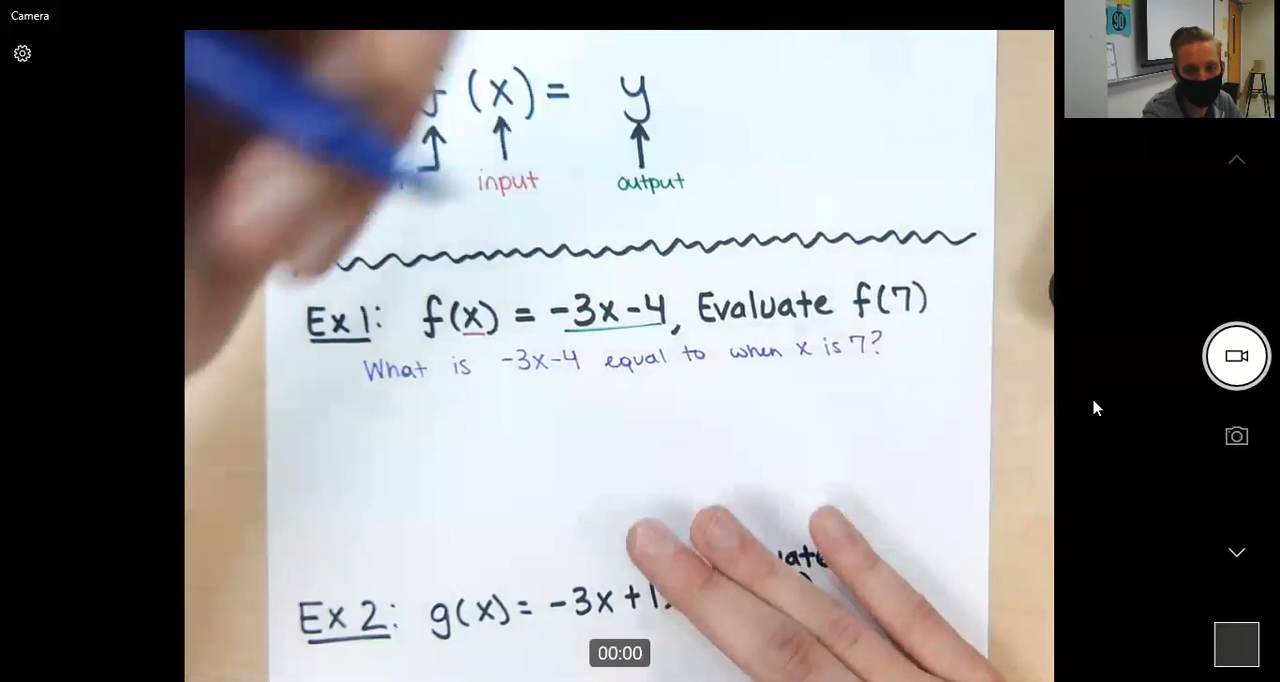 Camera
(x) = y
input output
Ex 1: f(x) = -3x-4, Evaluate f(7)
What is -3x-4 equal to when x is 7?
Ex 2: g(x) = -3x + 1
00:00